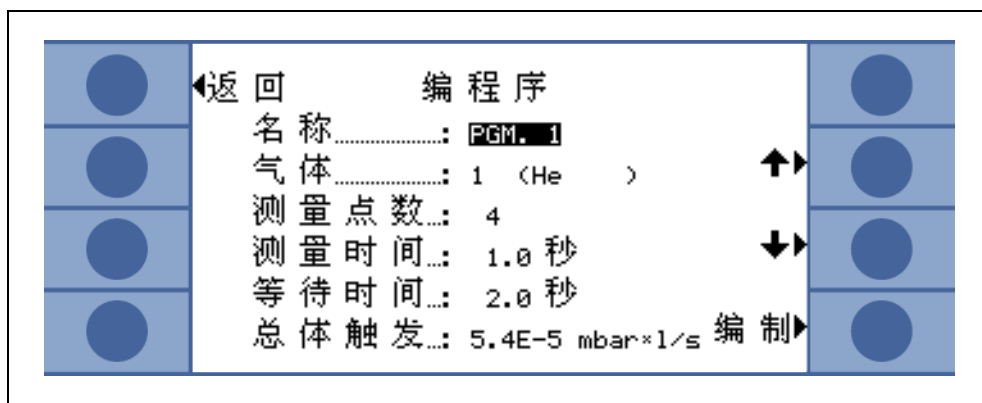 ◀返回 编程序
名称……………: PGM. 1
气体……………: 1 (He )
↑▶
测量点数…: 4
测量时间…: 1.0 秒
↓▶
等待时间…: 2.0 秒
总体触发…: 5.4E-5 mbar×l/s 编制▶